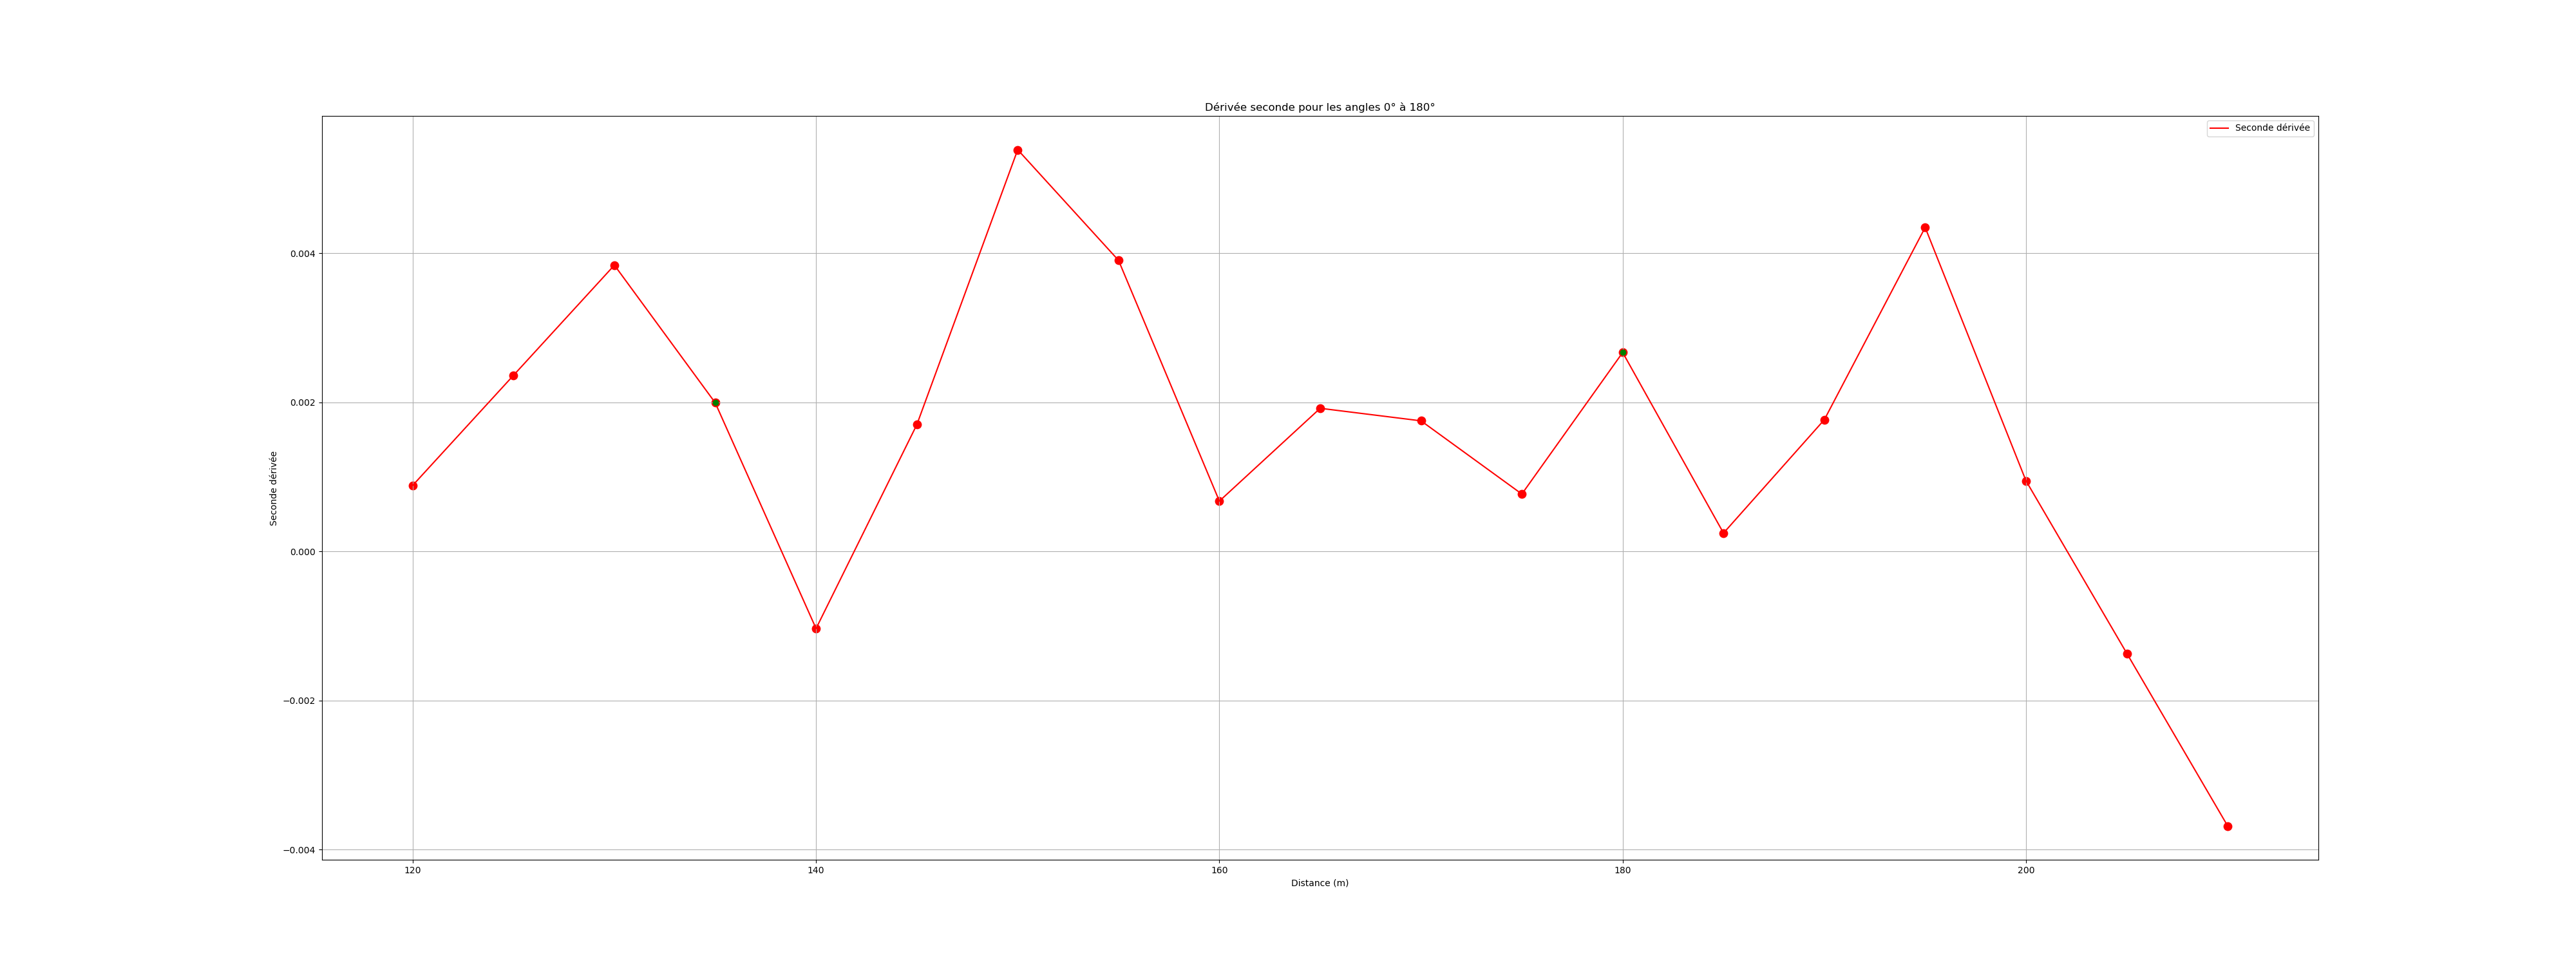 Dérivée seconde pour les angles 0° à 180°
Seconde dérivée
0.004
0.002
0.000
−0.002
−0.004
Seconde dérivée
120
140
160
180
200
Distance (m)